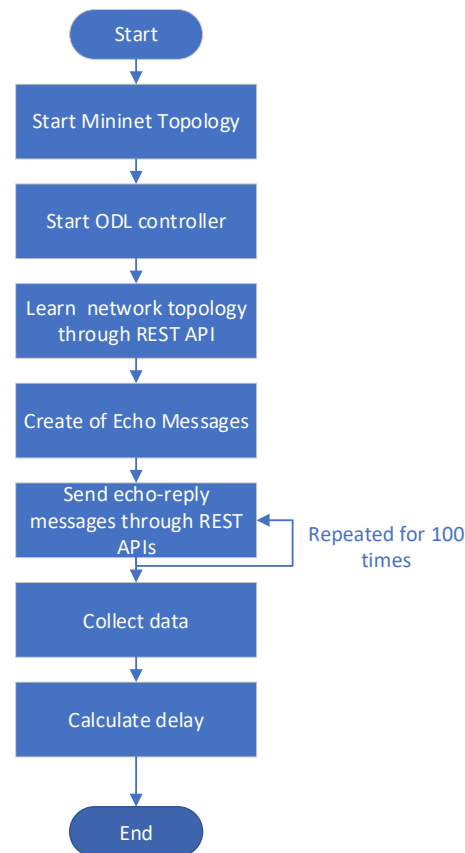 Start
Start Mininet Topology
Start ODL controller
Learn network topology
through REST API
Create of Echo Messages
Send echo-reply
messages through REST
APIs
Repeated for 100
times
Collect data
Calculate delay
End